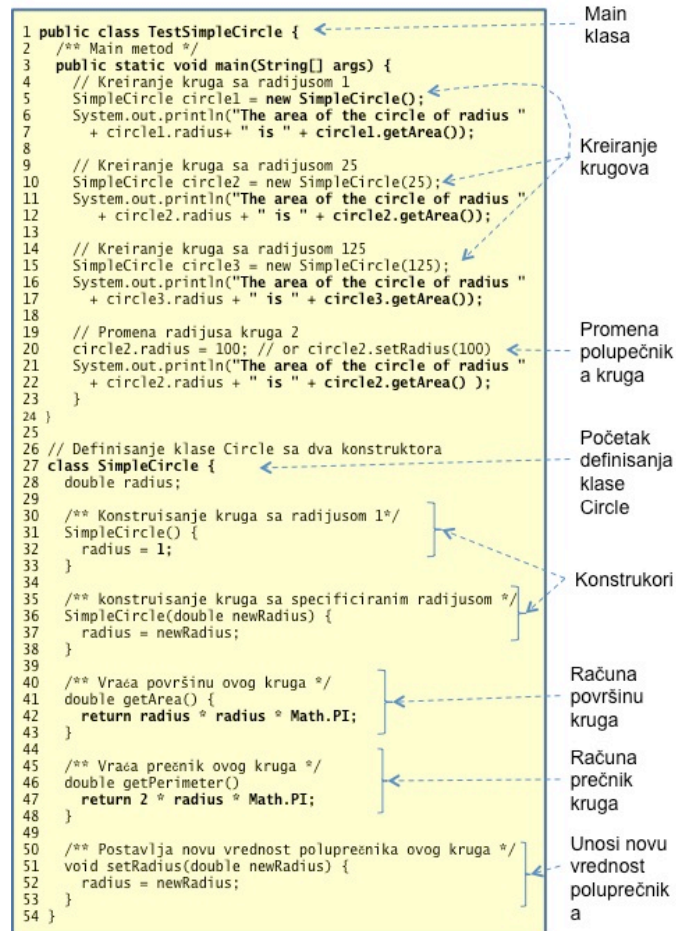 1 public class TestSimpleCircle {
2 /** Main metod */
3 public static void main(String[] args) {
4 // Kreiranje kruga sa radijusom 1
5 SimpleCircle circle1 = new SimpleCircle();
6 System.out.println("The area of the circle of radius "
7 + circle1.radius+ " is " + circle1.getArea());
8
9 // Kreiranje kruga sa radijusom 25
10 SimpleCircle circle2 = new SimpleCircle(25);
11 System.out.println("The area of the circle of radius "
12 + circle2.radius + " is " + circle2.getArea());
13
14 // Kreiranje kruga sa radijusom 125
15 SimpleCircle circle3 = new SimpleCircle(125);
16 System.out.println("The area of the circle of radius "
17 + circle3.radius + " is " + circle3.getArea());
18
19 // Promena radijusa kruga 2
20 circle2.radius = 100; // or circle2.setRadius(100)
21 System.out.println("The area of the circle of radius "
22 + circle2.radius + " is " + circle2.getArea() );
23 }
24 }
25
26 // Definisanje klase Circle sa dva konstruktora
27 class SimpleCircle {
28 double radius;
29
30 /** Konstruisanje kruga sa radijusom 1*/
31 SimpleCircle() {
32 radius = 1;
33 }
34
35 /** konstruisanje kruga sa specificiranim radijusom */
36 SimpleCircle(double newRadius) {
37 radius = newRadius;
38 }
39
40 /** Vraća površinu ovog kruga */
41 double getArea() {
42 return radius * radius * Math.PI;
43 }
44
45 /** Vraća prečnik ovog kruga */
46 double getPerimeter()
47 return 2 * radius * Math.PI;
48 }
49
50 /** Postavlja novu vrednost poluprečnika ovog kruga */
51 void setRadius(double newRadius) {
52 radius = newRadius;
53 }
54 }
Main
klasa
Kreiranje
krugova
Promena
polupečnik
a kruga
Početak
definisanja
klase
Circle
Konstrukori
Računa
površinu
kruga
Računa
prečnik
kruga
Unosi novu
vrednost
poluprečnik
a